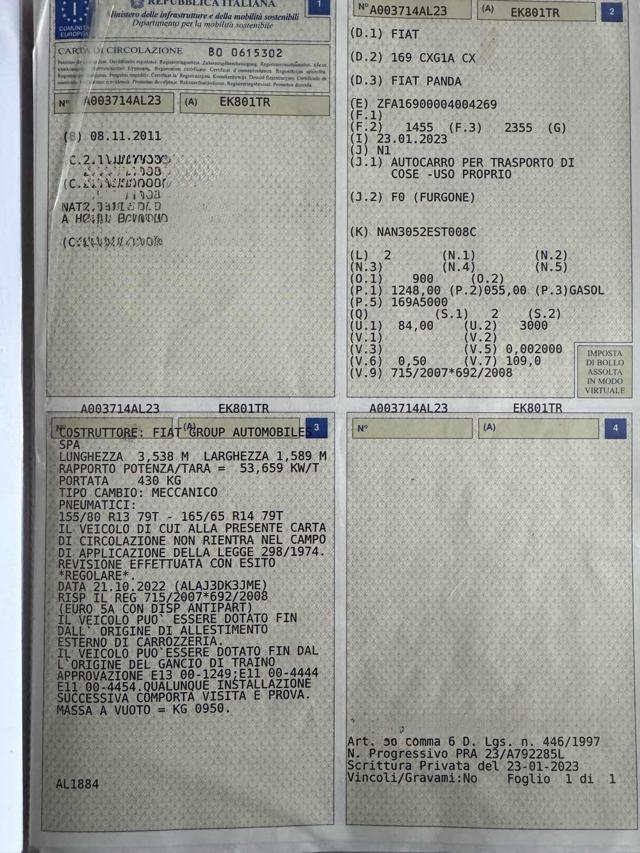 REPUBBLICA ITALIANA
Ministero delle infrastrutture e della mobilità sostenibili
Dipartimento per la mobilità sostenibile
1
I
COMUNITÀ EUROPEA
CARTA DI CIRCOLAZIONE BO 0615302
N° A003714AL23 (A) EK801TR
(B) 08.11.2011
N° A003714AL23 (A) EK801TR 2
(D.1) FIAT
(D.2) 169 CXG1A CX
(D.3) FIAT PANDA
(E) ZFA16900004004269
(F.1)
(F.2) 1455 (F.3) 2355 (G)
(I) 23.01.2023
(J) N1
(J.1) AUTOCARRO PER TRASPORTO DI
COSE -USO PROPRIO
(J.2) F0 (FURGONE)
(K) NAN3052EST008C
(L) 2 (N.1) (N.2)
(N.3) (N.4) (N.5)
(O.1) 900 (O.2)
(P.1) 1248,00 (P.2)055,00 (P.3)GASOL
(P.5) 169A5000
(Q) (S.1) 2 (S.2)
(U.1) 84,00 (U.2) 3000
(V.1) (V.2)
(V.3) (V.5) 0,002000
(V.6) 0,50 (V.7) 109,0
(V.9) 715/2007*692/2008
IMPOSTA
DI BOLLO
ASSOLTA
IN MODO
VIRTUALE
A003714AL23 EK801TR
N° (A) 3
COSTRUTTORE: FIAT GROUP AUTOMOBILES
SPA
LUNGHEZZA 3,538 M LARGHEZZA 1,589 M
RAPPORTO POTENZA/TARA = 53,659 KW/T
PORTATA 430 KG
TIPO CAMBIO: MECCANICO
PNEUMATICI:
155/80 R13 79T - 165/65 R14 79T
IL VEICOLO DI CUI ALLA PRESENTE CARTA
DI CIRCOLAZIONE NON RIENTRA NEL CAMPO
DI APPLICAZIONE DELLA LEGGE 298/1974.
REVISIONE EFFETTUATA CON ESITO
*REGOLARE*.
DATA 21.10.2022 (ALAJ3DK3JME)
RISP IL REG 715/2007*692/2008
(EURO 5A CON DISP ANTIPART)
IL VEICOLO PUO` ESSERE DOTATO FIN
DALL` ORIGINE DI ALLESTIMENTO
ESTERNO DI CARROZZERIA.
IL VEICOLO PUO`ESSERE DOTATO FIN DAL
L`ORIGINE DEL GANCIO DI TRAINO
APPROVAZIONE E13 00-1249;E11 00-4444
E11 00-4454.QUALUNQUE INSTALLAZIONE
SUCCESSIVA COMPORTA VISITA E PROVA.
MASSA A VUOTO = KG 0950.
AL1884
A003714AL23 EK801TR
N° (A) 4
Art. comma 6 D. Lgs. n. 446/1997
N. Progressivo PRA 23/A792285L
Scrittura Privata del 23-01-2023
Vincoli/Gravami:No Foglio 1 di 1